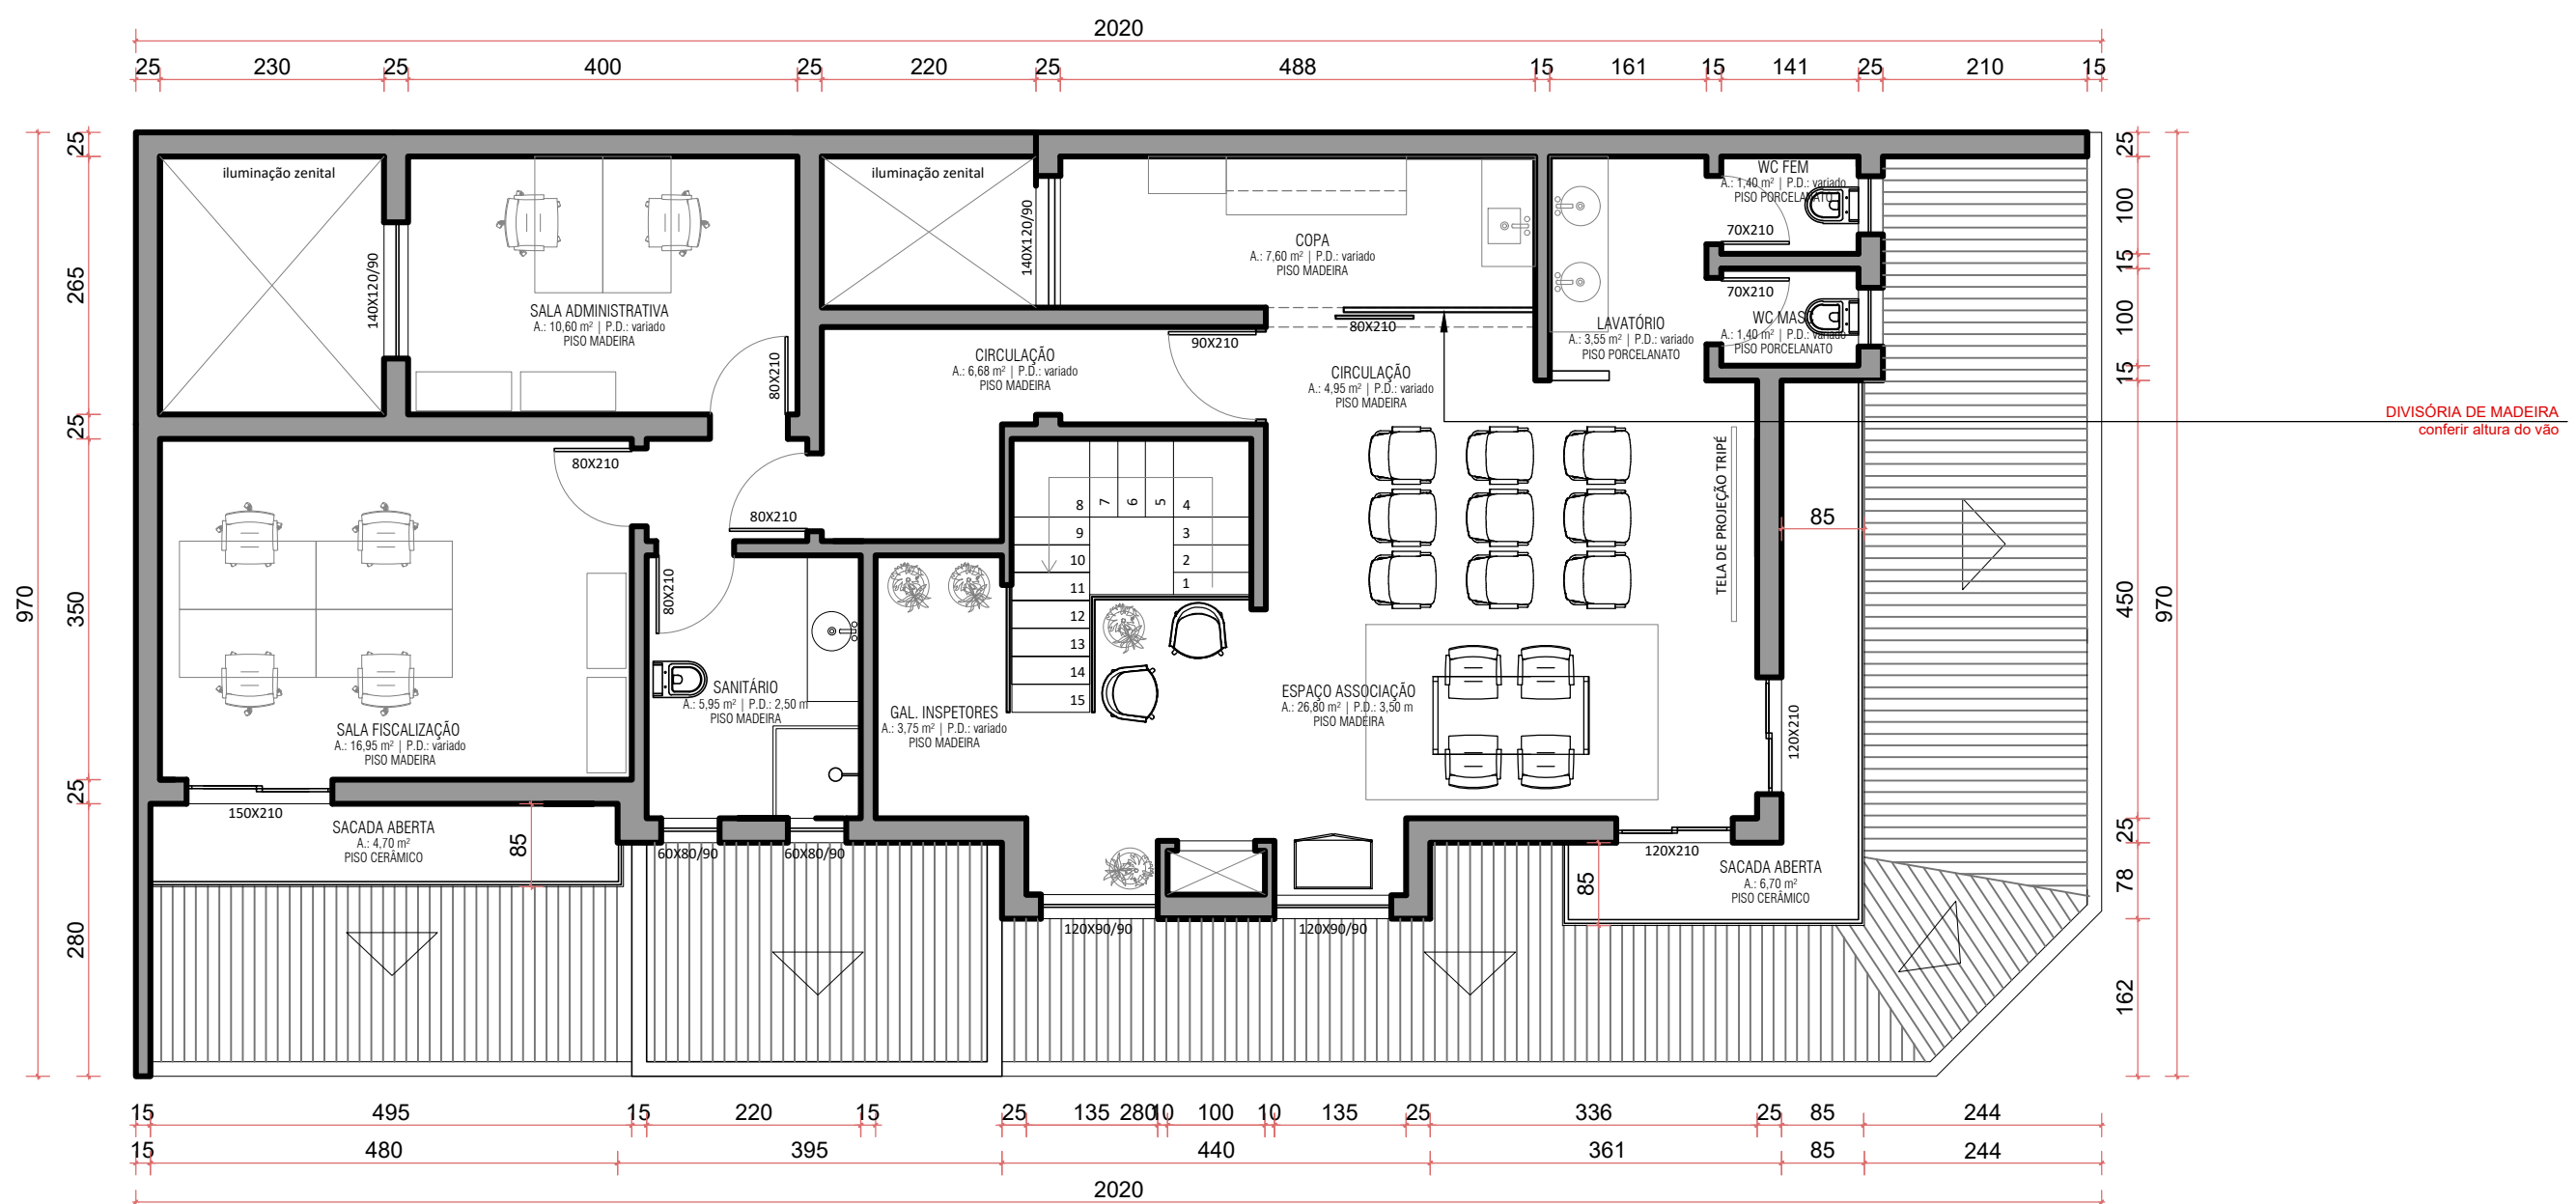 2020
25 230 25 400 25 220 25 488 15 161 15 141 25 210 15
970
25
265
25
350
25
280
iluminação zenital
140X120/90
SALA ADMINISTRATIVA
A.: 10,60 m² | P.D.: variado
PISO MADEIRA
80X210
iluminação zenital
140X120/90
COPA
A.: 7,60 m² | P.D.: variado
PISO MADEIRA
80X210
90X210
CIRCULAÇÃO
A.: 6,68 m² | P.D.: variado
PISO MADEIRA
CIRCULAÇÃO
A.: 4,95 m² | P.D.: variado
PISO MADEIRA
LAVATÓRIO
A.: 3,55 m² | P.D.: variado
PISO PORCELANATO
WC FEM
A.: 1,40 m² | P.D.: variado
PISO PORCELANATO
70X210
70X210
WC MASC
A.: 1,40 m² | P.D.: variado
PISO PORCELANATO
DIVISÓRIA DE MADEIRA
conferir altura do vão
80X210
80X210
80X210
SALA FISCALIZAÇÃO
A.: 16,95 m² | P.D.: variado
PISO MADEIRA
150X210
SANITÁRIO
A.: 5,95 m² | P.D.: 2,50 m
PISO MADEIRA
60X80/90
60X80/90
GAL. INSPETORES
A.: 3,75 m² | P.D.: variado
PISO MADEIRA
8 7 6 5 4
9 3
10 2
11 1
12
13
14
15
TELA DE PROJEÇÃO TRIPÉ
85
ESPAÇO ASSOCIAÇÃO
A.: 26,80 m² | P.D.: 3,50 m
PISO MADEIRA
120X210
120X210
SACADA ABERTA
A.: 4,70 m²
PISO CERÂMICO
85
85
SACADA ABERTA
A.: 6,70 m²
PISO CERÂMICO
120X90/90
120X90/90
25
100
15
100
15
450
25
78
162
970
15 495 15 220 15 25 135 280 10 100 10 135 25 336 25 85 244
15 480 395 440 361 85 244
2020